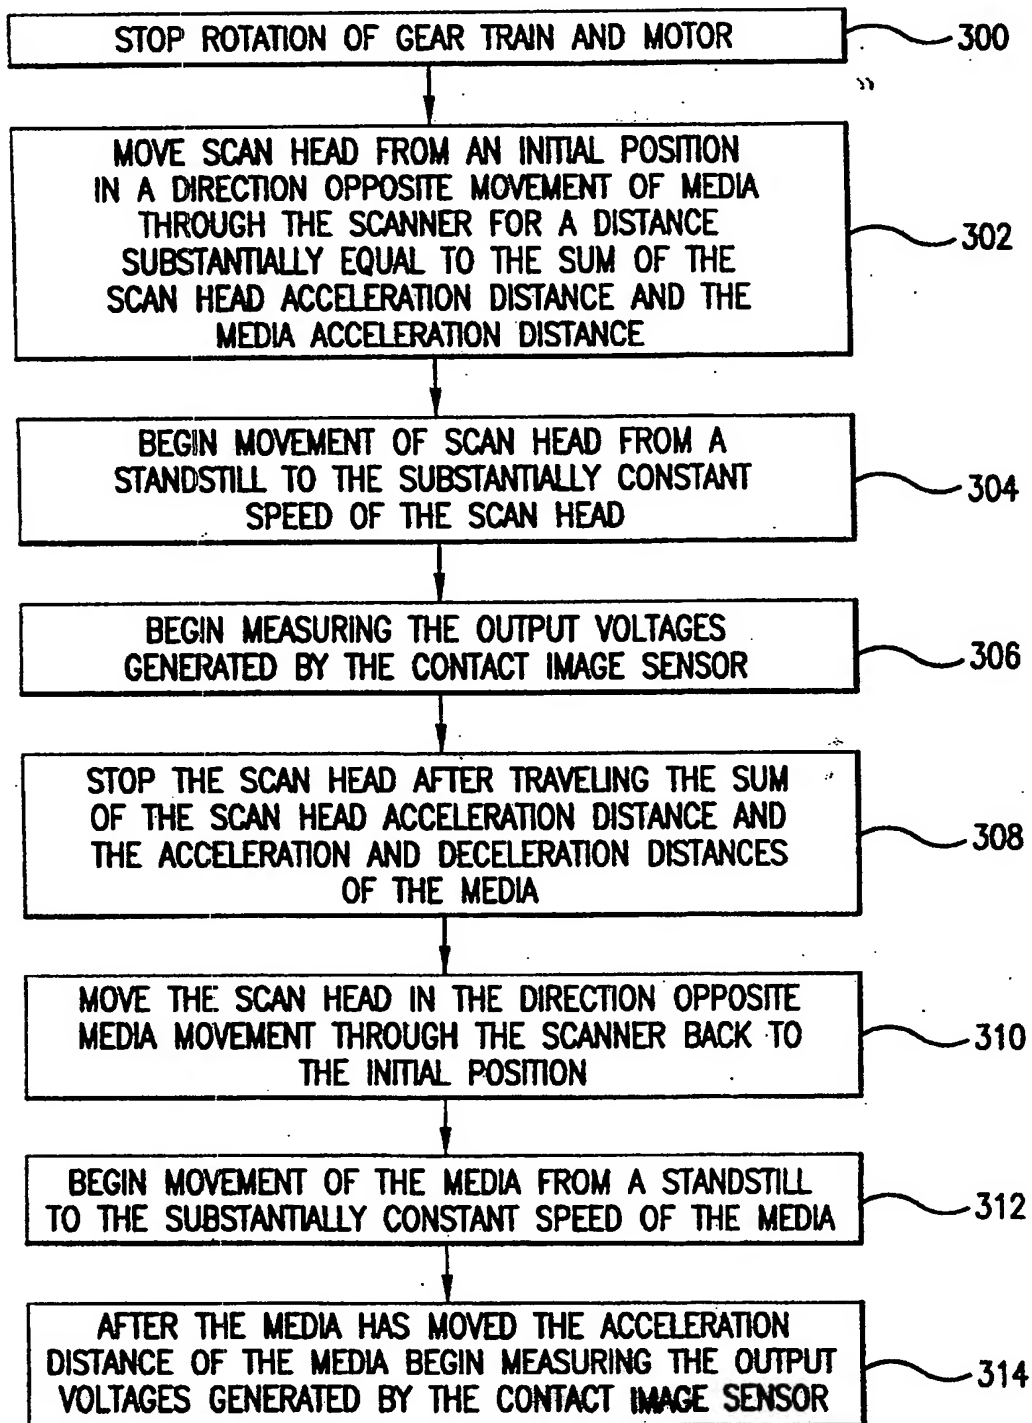 STOP ROTATION OF GEAR TRAIN AND MOTOR
300
MOVE SCAN HEAD FROM AN INITIAL POSITION
IN A DIRECTION OPPOSITE MOVEMENT OF MEDIA
THROUGH THE SCANNER FOR A DISTANCE
SUBSTANTIALLY EQUAL TO THE SUM OF THE
SCAN HEAD ACCELERATION DISTANCE AND THE
MEDIA ACCELERATION DISTANCE
302
BEGIN MOVEMENT OF SCAN HEAD FROM A
STANDSTILL TO THE SUBSTANTIALLY CONSTANT
SPEED OF THE SCAN HEAD
304
BEGIN MEASURING THE OUTPUT VOLTAGES
GENERATED BY THE CONTACT IMAGE SENSOR
306
STOP THE SCAN HEAD AFTER TRAVELING THE SUM
OF THE SCAN HEAD ACCELERATION DISTANCE AND
THE ACCELERATION AND DECELERATION DISTANCES
OF THE MEDIA
308
MOVE THE SCAN HEAD IN THE DIRECTION OPPOSITE
MEDIA MOVEMENT THROUGH THE SCANNER BACK TO
THE INITIAL POSITION
310
BEGIN MOVEMENT OF THE MEDIA FROM A STANDSTILL
TO THE SUBSTANTIALLY CONSTANT SPEED OF THE MEDIA
312
AFTER THE MEDIA HAS MOVED THE ACCELERATION
DISTANCE OF THE MEDIA BEGIN MEASURING THE OUTPUT
VOLTAGES GENERATED BY THE CONTACT IMAGE SENSOR
314